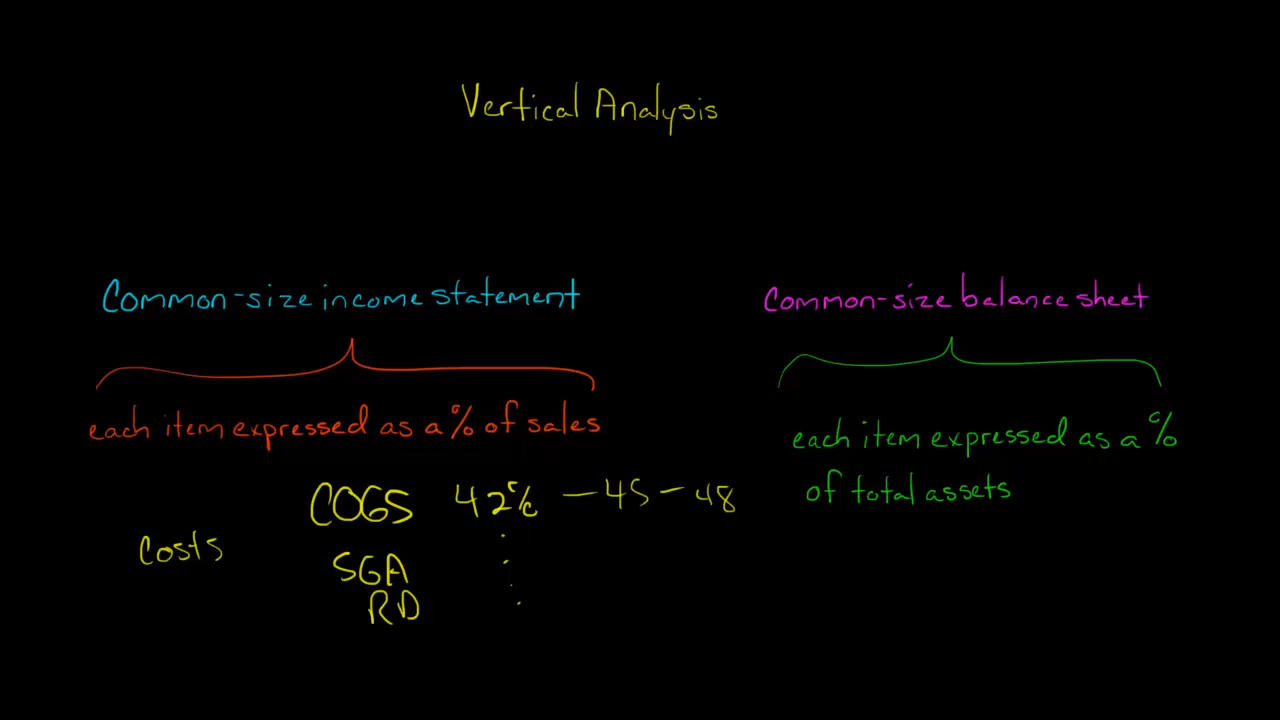 Vertical Analysis
Common-size income statement
Common-size balance sheet
each item expressed as a % of sales
each item expressed as a %
of total assets
COGS 42% - 45 - 48
Costs
SGA
RD